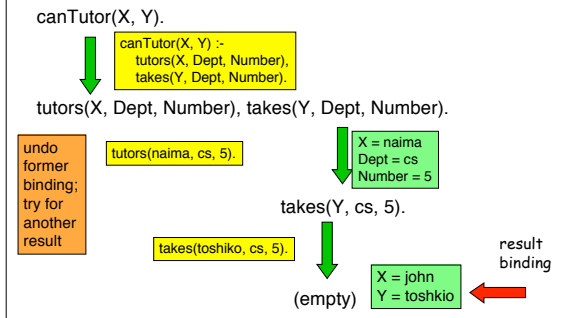 canTutor(X, Y).
canTutor(X, Y) :-
tutors(X, Dept, Number),
takes(Y, Dept, Number).
tutors(X, Dept, Number), takes(Y, Dept, Number).
undo
former
binding;
try for
another
result
tutors(naima, cs, 5).
X = naima
Dept = cs
Number = 5
takes(Y, cs, 5).
takes(toshiko, cs, 5).
(empty)
X = john
Y = toshkio
result
binding